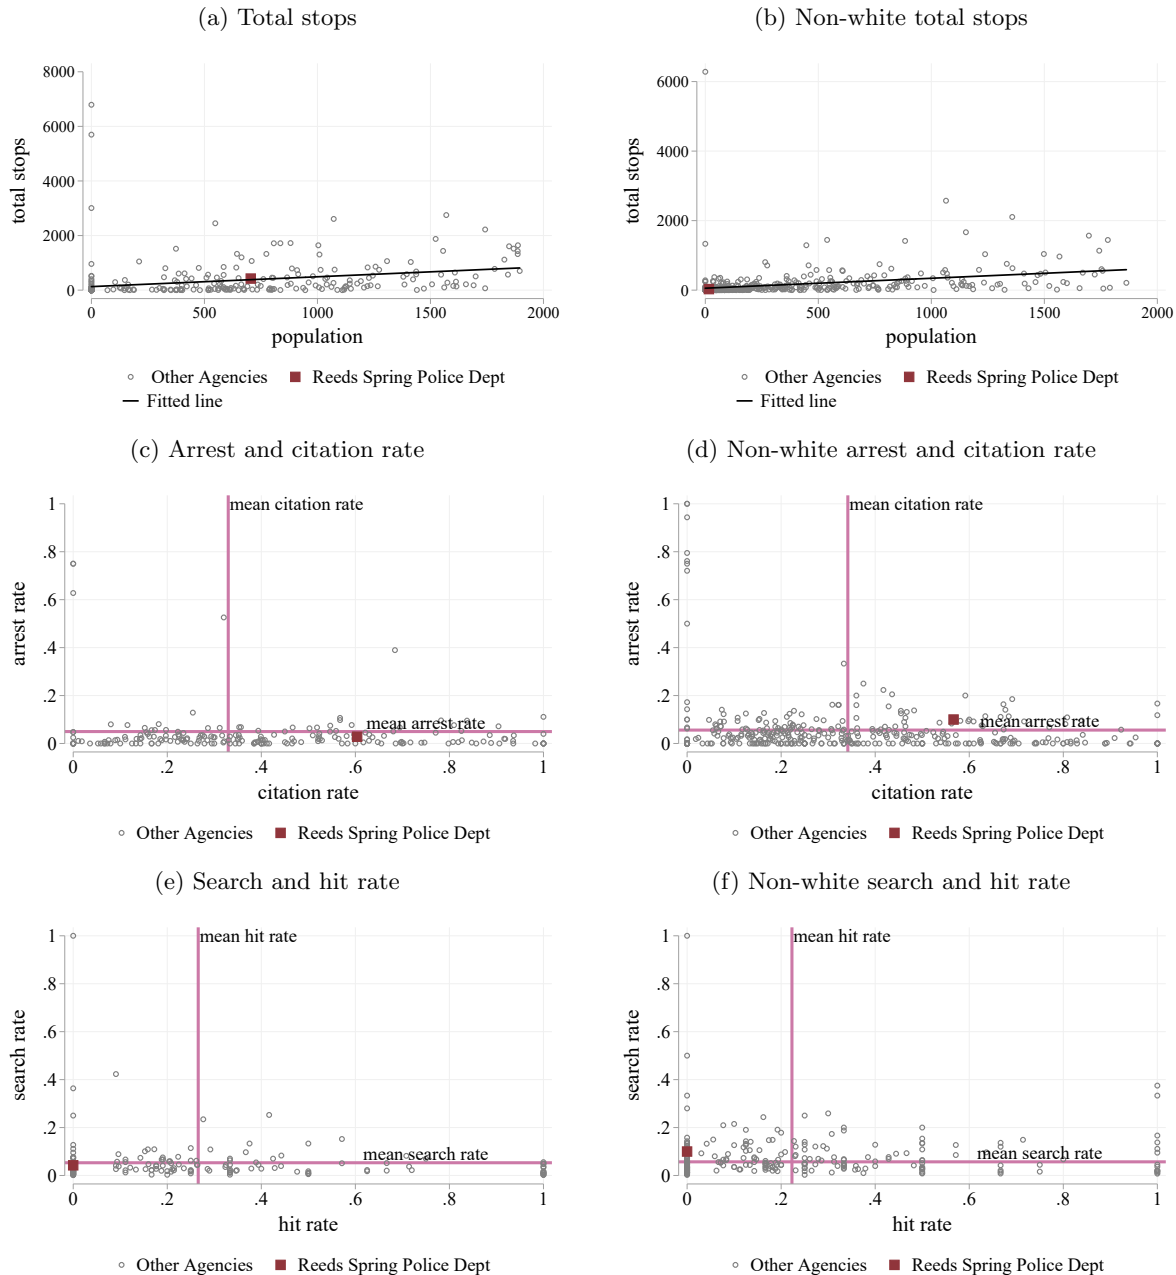 (a) Total stops
(b) Non-white total stops
8000
6000
4000
2000
0
total stops
0 500 1000 1500 2000
population
Other Agencies Reeds Spring Police Dept
Fitted line
6000
4000
2000
0
total stops
0 500 1000 1500 2000
population
Other Agencies Reeds Spring Police Dept
Fitted line
(c) Arrest and citation rate
(d) Non-white arrest and citation rate
1
.8
.6
.4
.2
0
arrest rate
mean citation rate
mean arrest rate
0 .2 .4 .6 .8 1
citation rate
Other Agencies Reeds Spring Police Dept
1
.8
.6
.4
.2
0
arrest rate
mean citation rate
mean arrest rate
0 .2 .4 .6 .8 1
citation rate
Other Agencies Reeds Spring Police Dept
(e) Search and hit rate
(f) Non-white search and hit rate
1
.8
.6
.4
.2
0
search rate
mean hit rate
mean search rate
0 .2 .4 .6 .8 1
hit rate
Other Agencies Reeds Spring Police Dept
1
.8
.6
.4
.2
0
search rate
mean hit rate
mean search rate
0 .2 .4 .6 .8 1
hit rate
Other Agencies Reeds Spring Police Dept